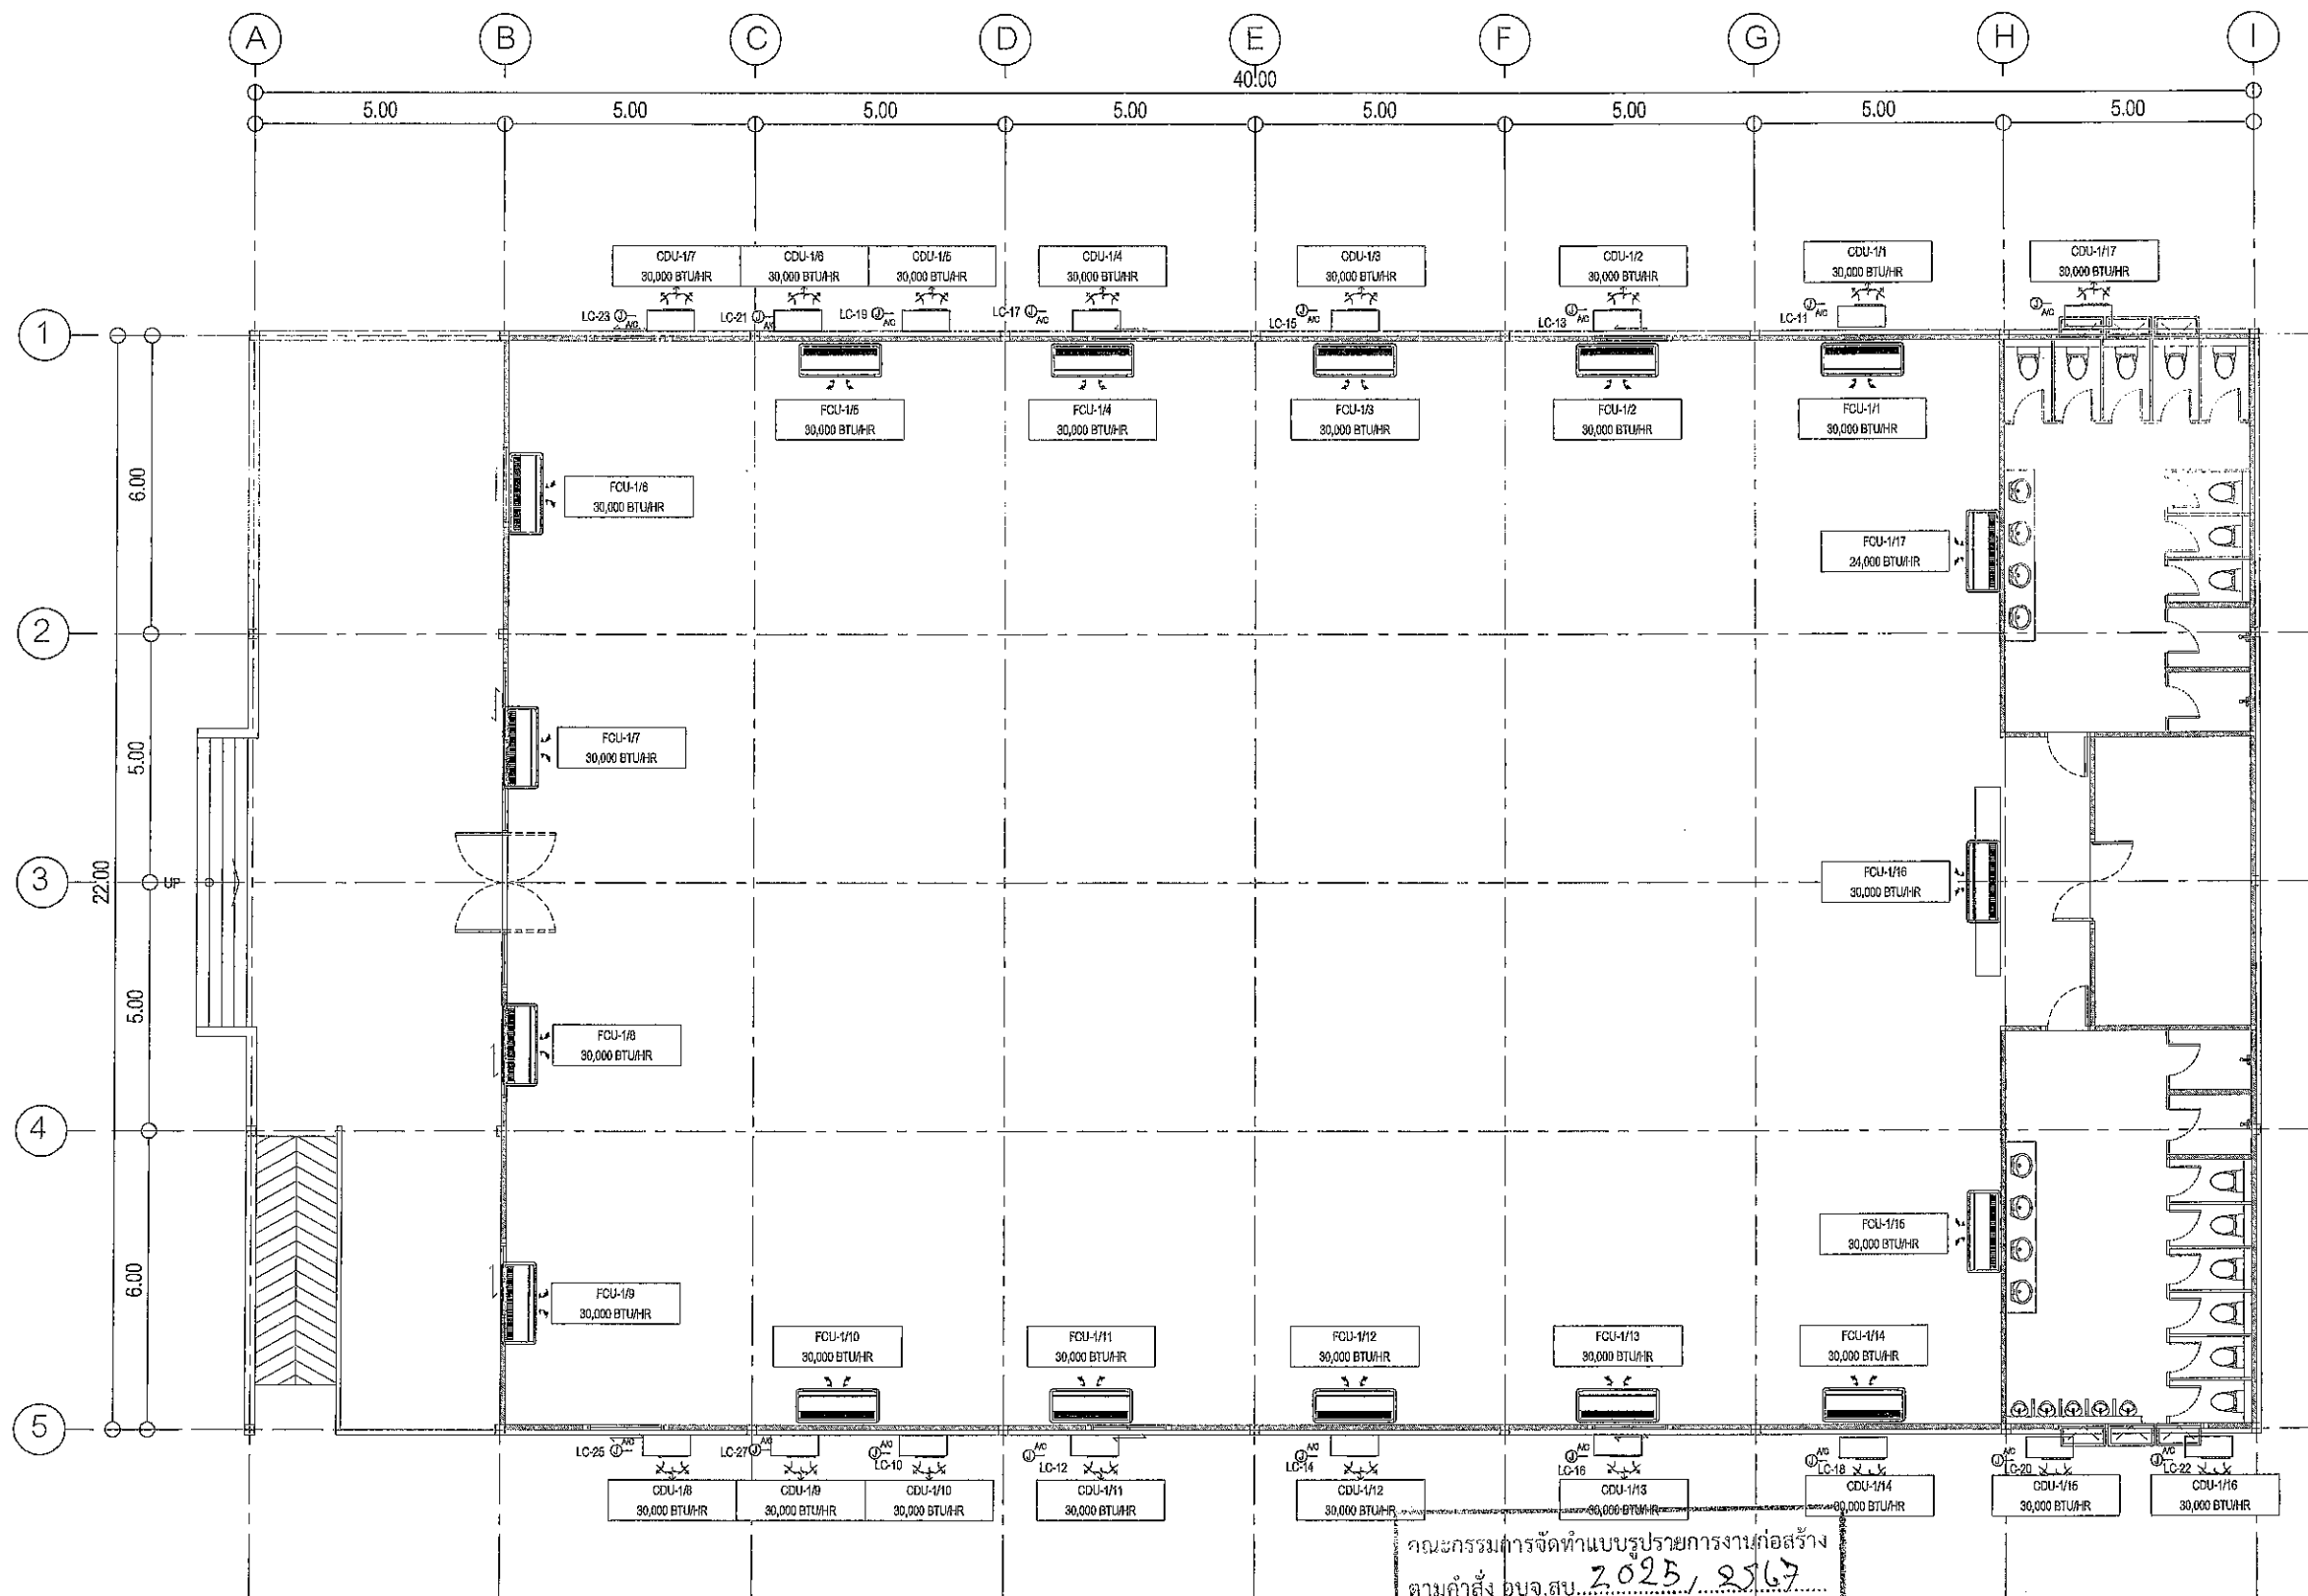 A B C D E F G H I
40.00
5.00 5.00 5.00 5.00 5.00 5.00 5.00 5.00
CDU-1/7
30,000 BTU/HR
CDU-1/6
30,000 BTU/HR
CDU-1/5
30,000 BTU/HR
CDU-1/4
30,000 BTU/HR
CDU-1/3
30,000 BTU/HR
CDU-1/2
30,000 BTU/HR
CDU-1/1
30,000 BTU/HR
CDU-1/17
30,000 BTU/HR
LC-23 J A/C
LC-21 J A/C
LC-19 J A/C
LC-17 J A/C
LC-15 J A/C
LC-13 J A/C
LC-11 J A/C
J A/C
1
FCU-1/5
30,000 BTU/HR
FCU-1/4
30,000 BTU/HR
FCU-1/3
30,000 BTU/HR
FCU-1/2
30,000 BTU/HR
FCU-1/1
30,000 BTU/HR
6.00
FCU-1/6
30,000 BTU/HR
FCU-1/17
24,000 BTU/HR
2
5.00
FCU-1/7
30,000 BTU/HR
3
22.00
UP
FCU-1/16
30,000 BTU/HR
5.00
FCU-1/8
30,000 BTU/HR
4
FCU-1/15
30,000 BTU/HR
6.00
FCU-1/9
30,000 BTU/HR
FCU-1/10
30,000 BTU/HR
FCU-1/11
30,000 BTU/HR
FCU-1/12
30,000 BTU/HR
FCU-1/13
30,000 BTU/HR
FCU-1/14
30,000 BTU/HR
5
LC-25 J A/C
LC-27 J A/C
LC-10 J A/C
LC-12 J A/C
LC-14 J A/C
LC-16 J A/C
LC-18 J A/C
LC-20 J A/C
LC-22 J A/C
CDU-1/8
30,000 BTU/HR
CDU-1/9
30,000 BTU/HR
CDU-1/10
30,000 BTU/HR
CDU-1/11
30,000 BTU/HR
CDU-1/12
30,000 BTU/HR
CDU-1/13
30,000 BTU/HR
CDU-1/14
30,000 BTU/HR
CDU-1/15
30,000 BTU/HR
CDU-1/16
30,000 BTU/HR
คณะกรรมการจัดทำแบบรูปรายการงานก่อสร้าง
ตามคำสั่ง อบจ.สบ. 2025 / 2567